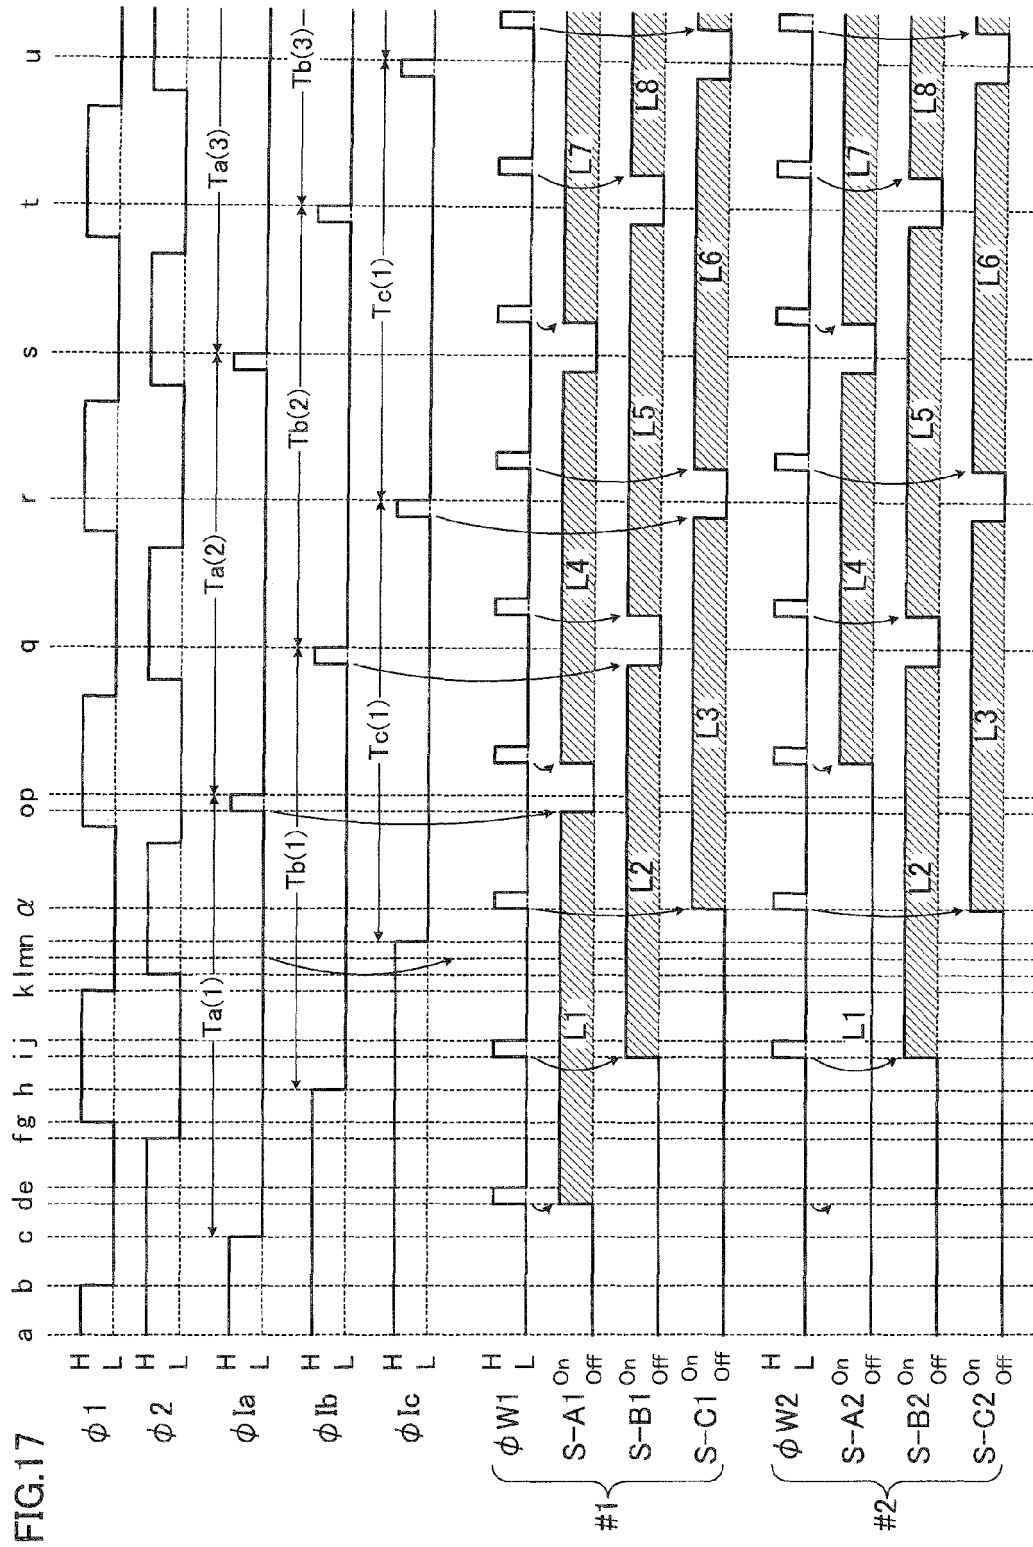 FIG.17
a b c d e f g h i j k l m n α o p q r s t u
φ1 H L
φ2 H L
φIa H L
Ta(1) Ta(2) Ta(3)
φIb H L
Tb(1) Tb(2) Tb(3)
φIc H L
Tc(1) Tc(1)
#1
φW1 H L
S-A1 On Off
L1 L4 L7
S-B1 On Off
L2 L5 L8
S-C1 On Off
L3 L6
#2
φW2 H L
S-A2 On Off
L1 L4 L7
S-B2 On Off
L2 L5 L8
S-C2 On Off
L3 L6